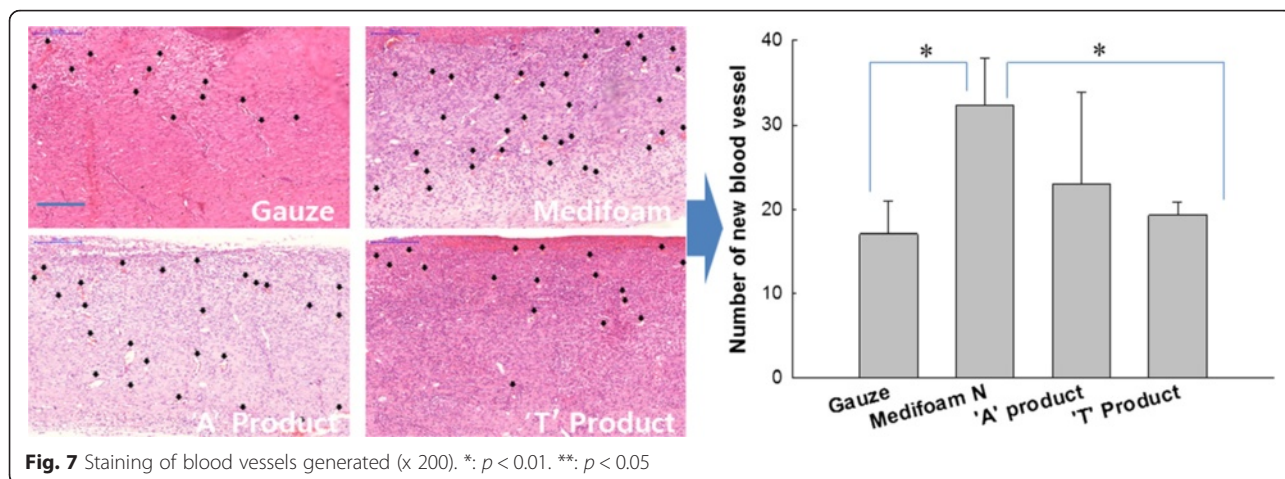 Gauze
Medifoam
'A' Product
'T' Product
Number of new blood vessel
40
30
20
10
0
*
*
Gauze
Medifoam N
'A' product
'T' Product
Fig. 7 Staining of blood vessels generated (x 200). *: p < 0.01. **: p < 0.05